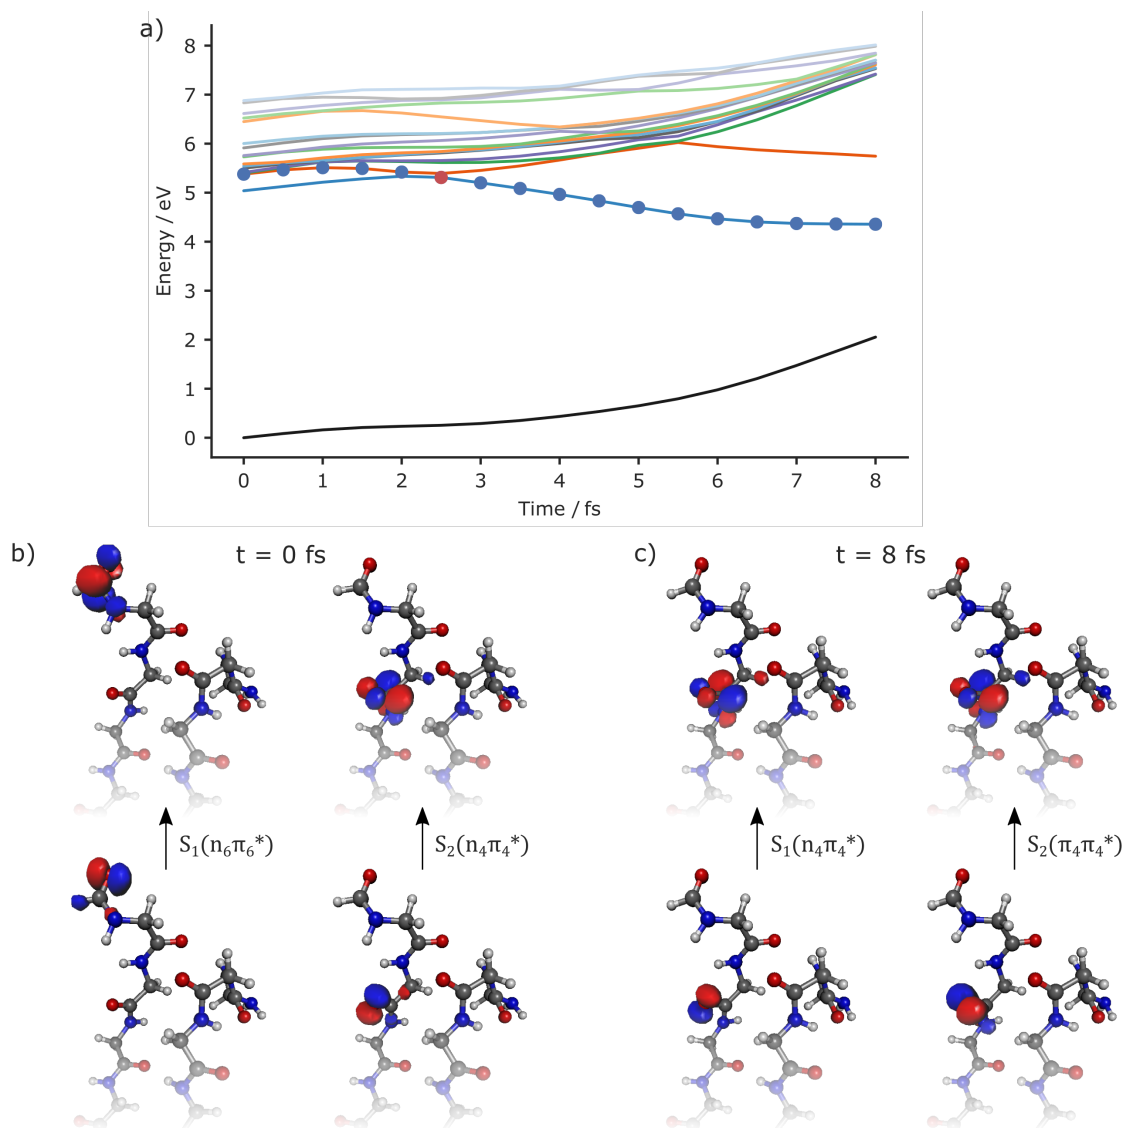 a)
8
7
6
5
4
3
2
1
0
Energy / eV
0 1 2 3 4 5 6 7 8
Time / fs
b) t = 0 fs
c) t = 8 fs
S₁(n₆π₆*)
S₂(n₄π₄*)
S₁(n₄π₄*)
S₂(π₄π₄*)